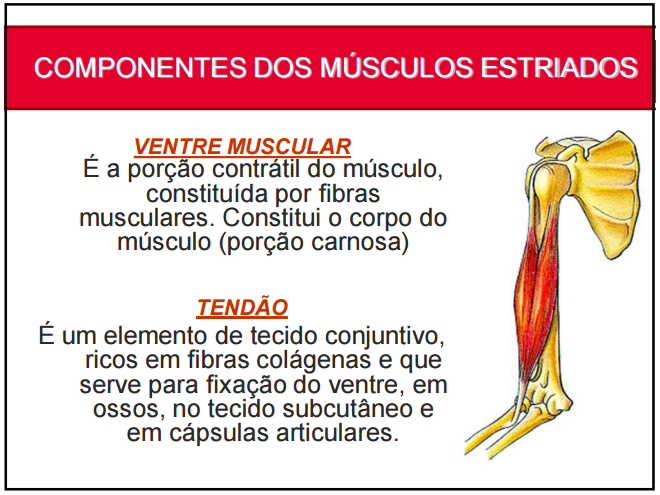 COMPONENTES DOS MÚSCULOS ESTRIADOS
VENTRE MUSCULAR
É a porção contrátil do músculo,
constituída por fibras
musculares. Constitui o corpo do
músculo (porção carnosa)
TENDÃO
É um elemento de tecido conjuntivo,
ricos em fibras colágenas e que
serve para fixação do ventre, em
ossos, no tecido subcutâneo e
em cápsulas articulares.